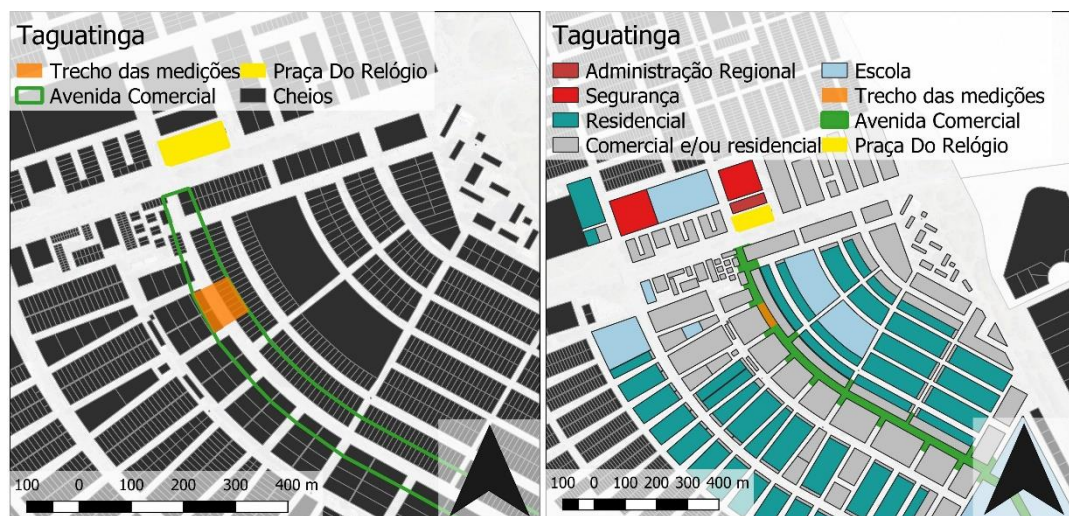 Taguatinga
Trecho das medições Praça Do Relógio
Avenida Comercial Cheios
100 0 100 200 300 400 m
Taguatinga
Administração Regional Escola
Segurança Trecho das medições
Residencial Avenida Comercial
Comercial e/ou residencial Praça Do Relógio
100 0 100 200 300 400 m